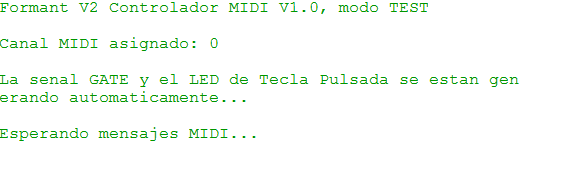 Formant V2 Controlador MIDI V1.0, modo TEST
Canal MIDI asignado: 0
La senal GATE y el LED de Tecla Pulsada se estan gen
erando automaticamente...
Esperando mensajes MIDI...